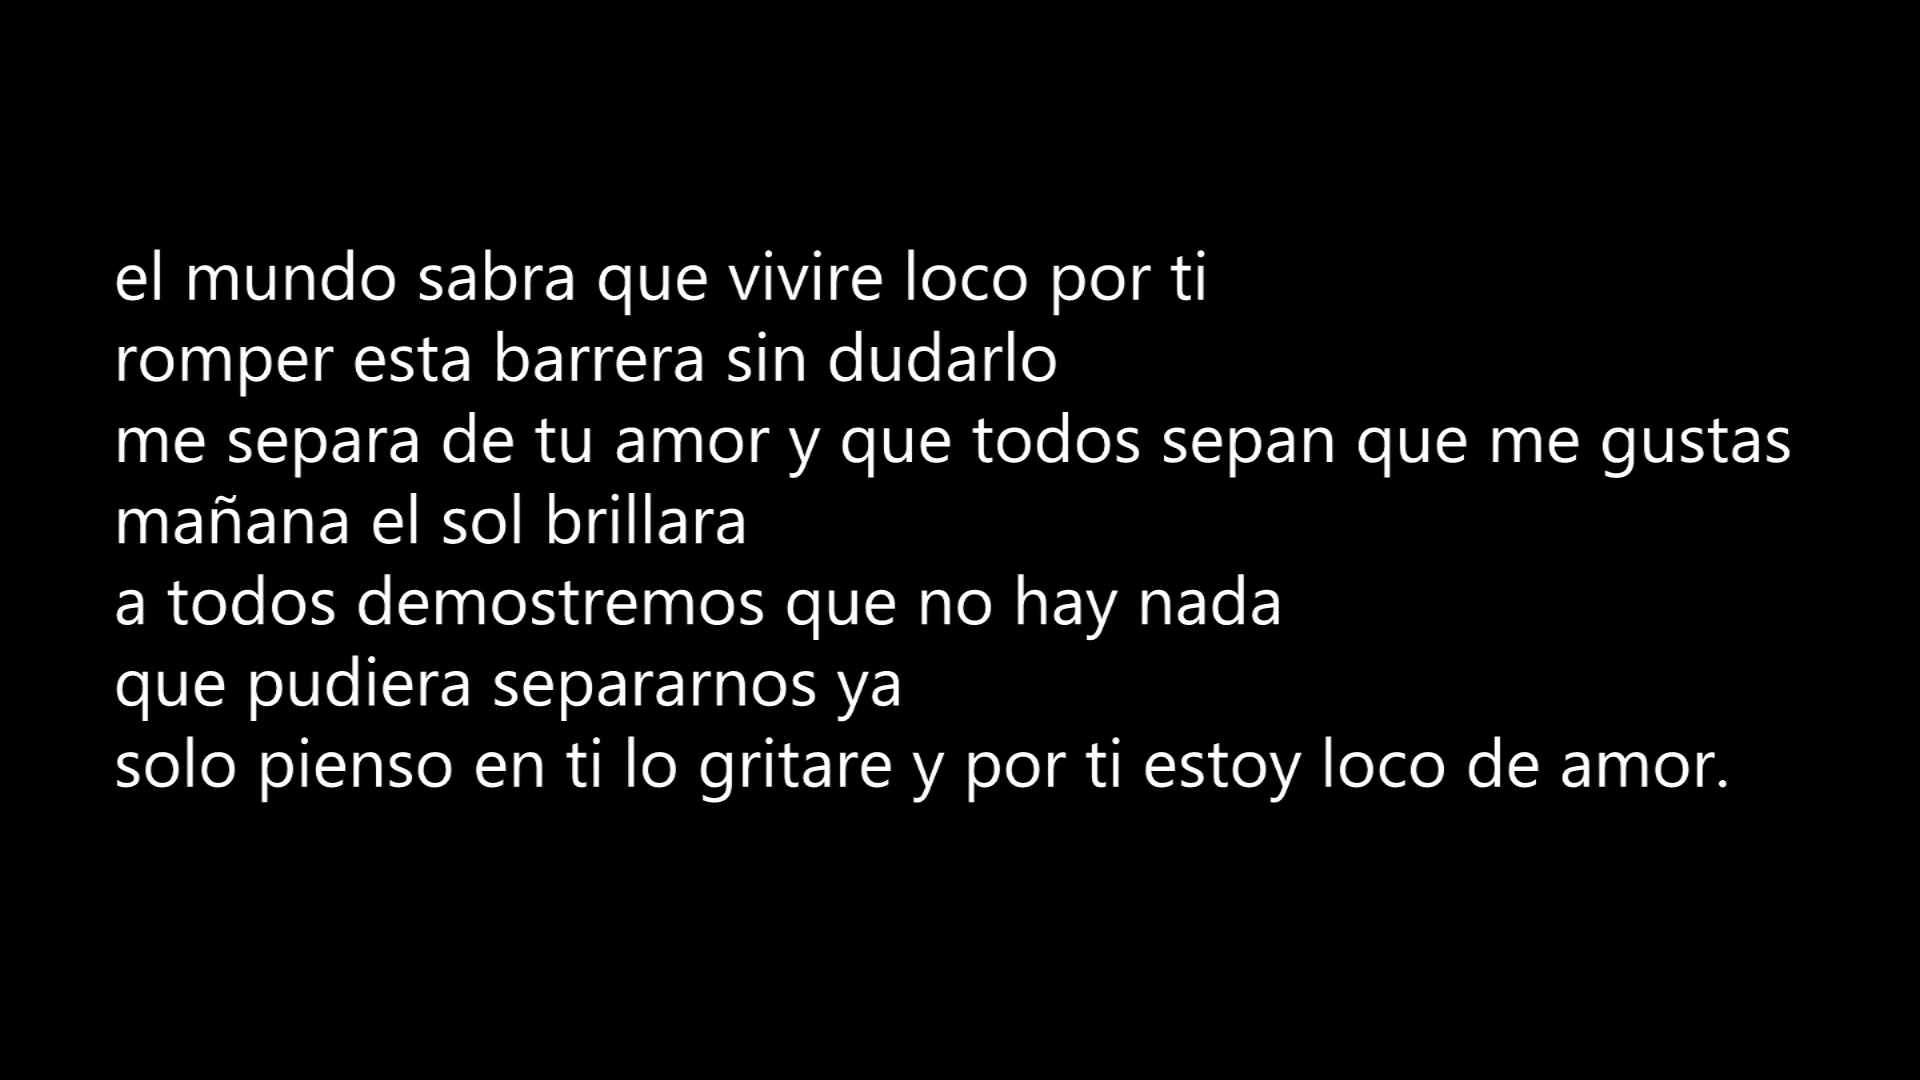 el mundo sabra que vivire loco por ti
romper esta barrera sin dudarlo
me separa de tu amor y que todos sepan que me gustas
mañana el sol brillara
a todos demostremos que no hay nada
que pudiera separarnos ya
solo pienso en ti lo gritare y por ti estoy loco de amor.